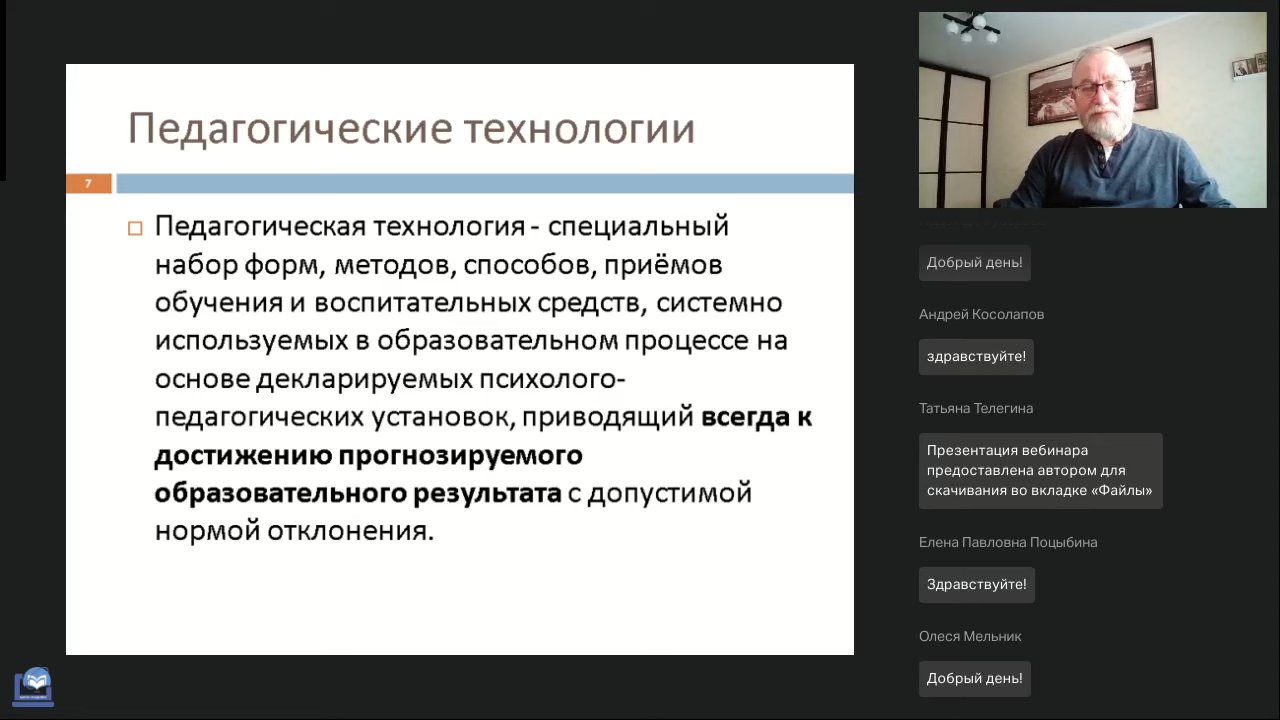 Педагогические технологии
7
Педагогическая технология - специальный
набор форм, методов, способов, приёмов
обучения и воспитательных средств, системно
используемых в образовательном процессе на
основе декларируемых психолого-
педагогических установок, приводящий всегда к
достижению прогнозируемого
образовательного результата с допустимой
нормой отклонения.
Добрый день!
Андрей Косолапов
здравствуйте!
Татьяна Телегина
Презентация вебинара
предоставлена автором для
скачивания во вкладке «Файлы»
Елена Павловна Поцыбина
Здравствуйте!
Олеся Мельник
Добрый день!